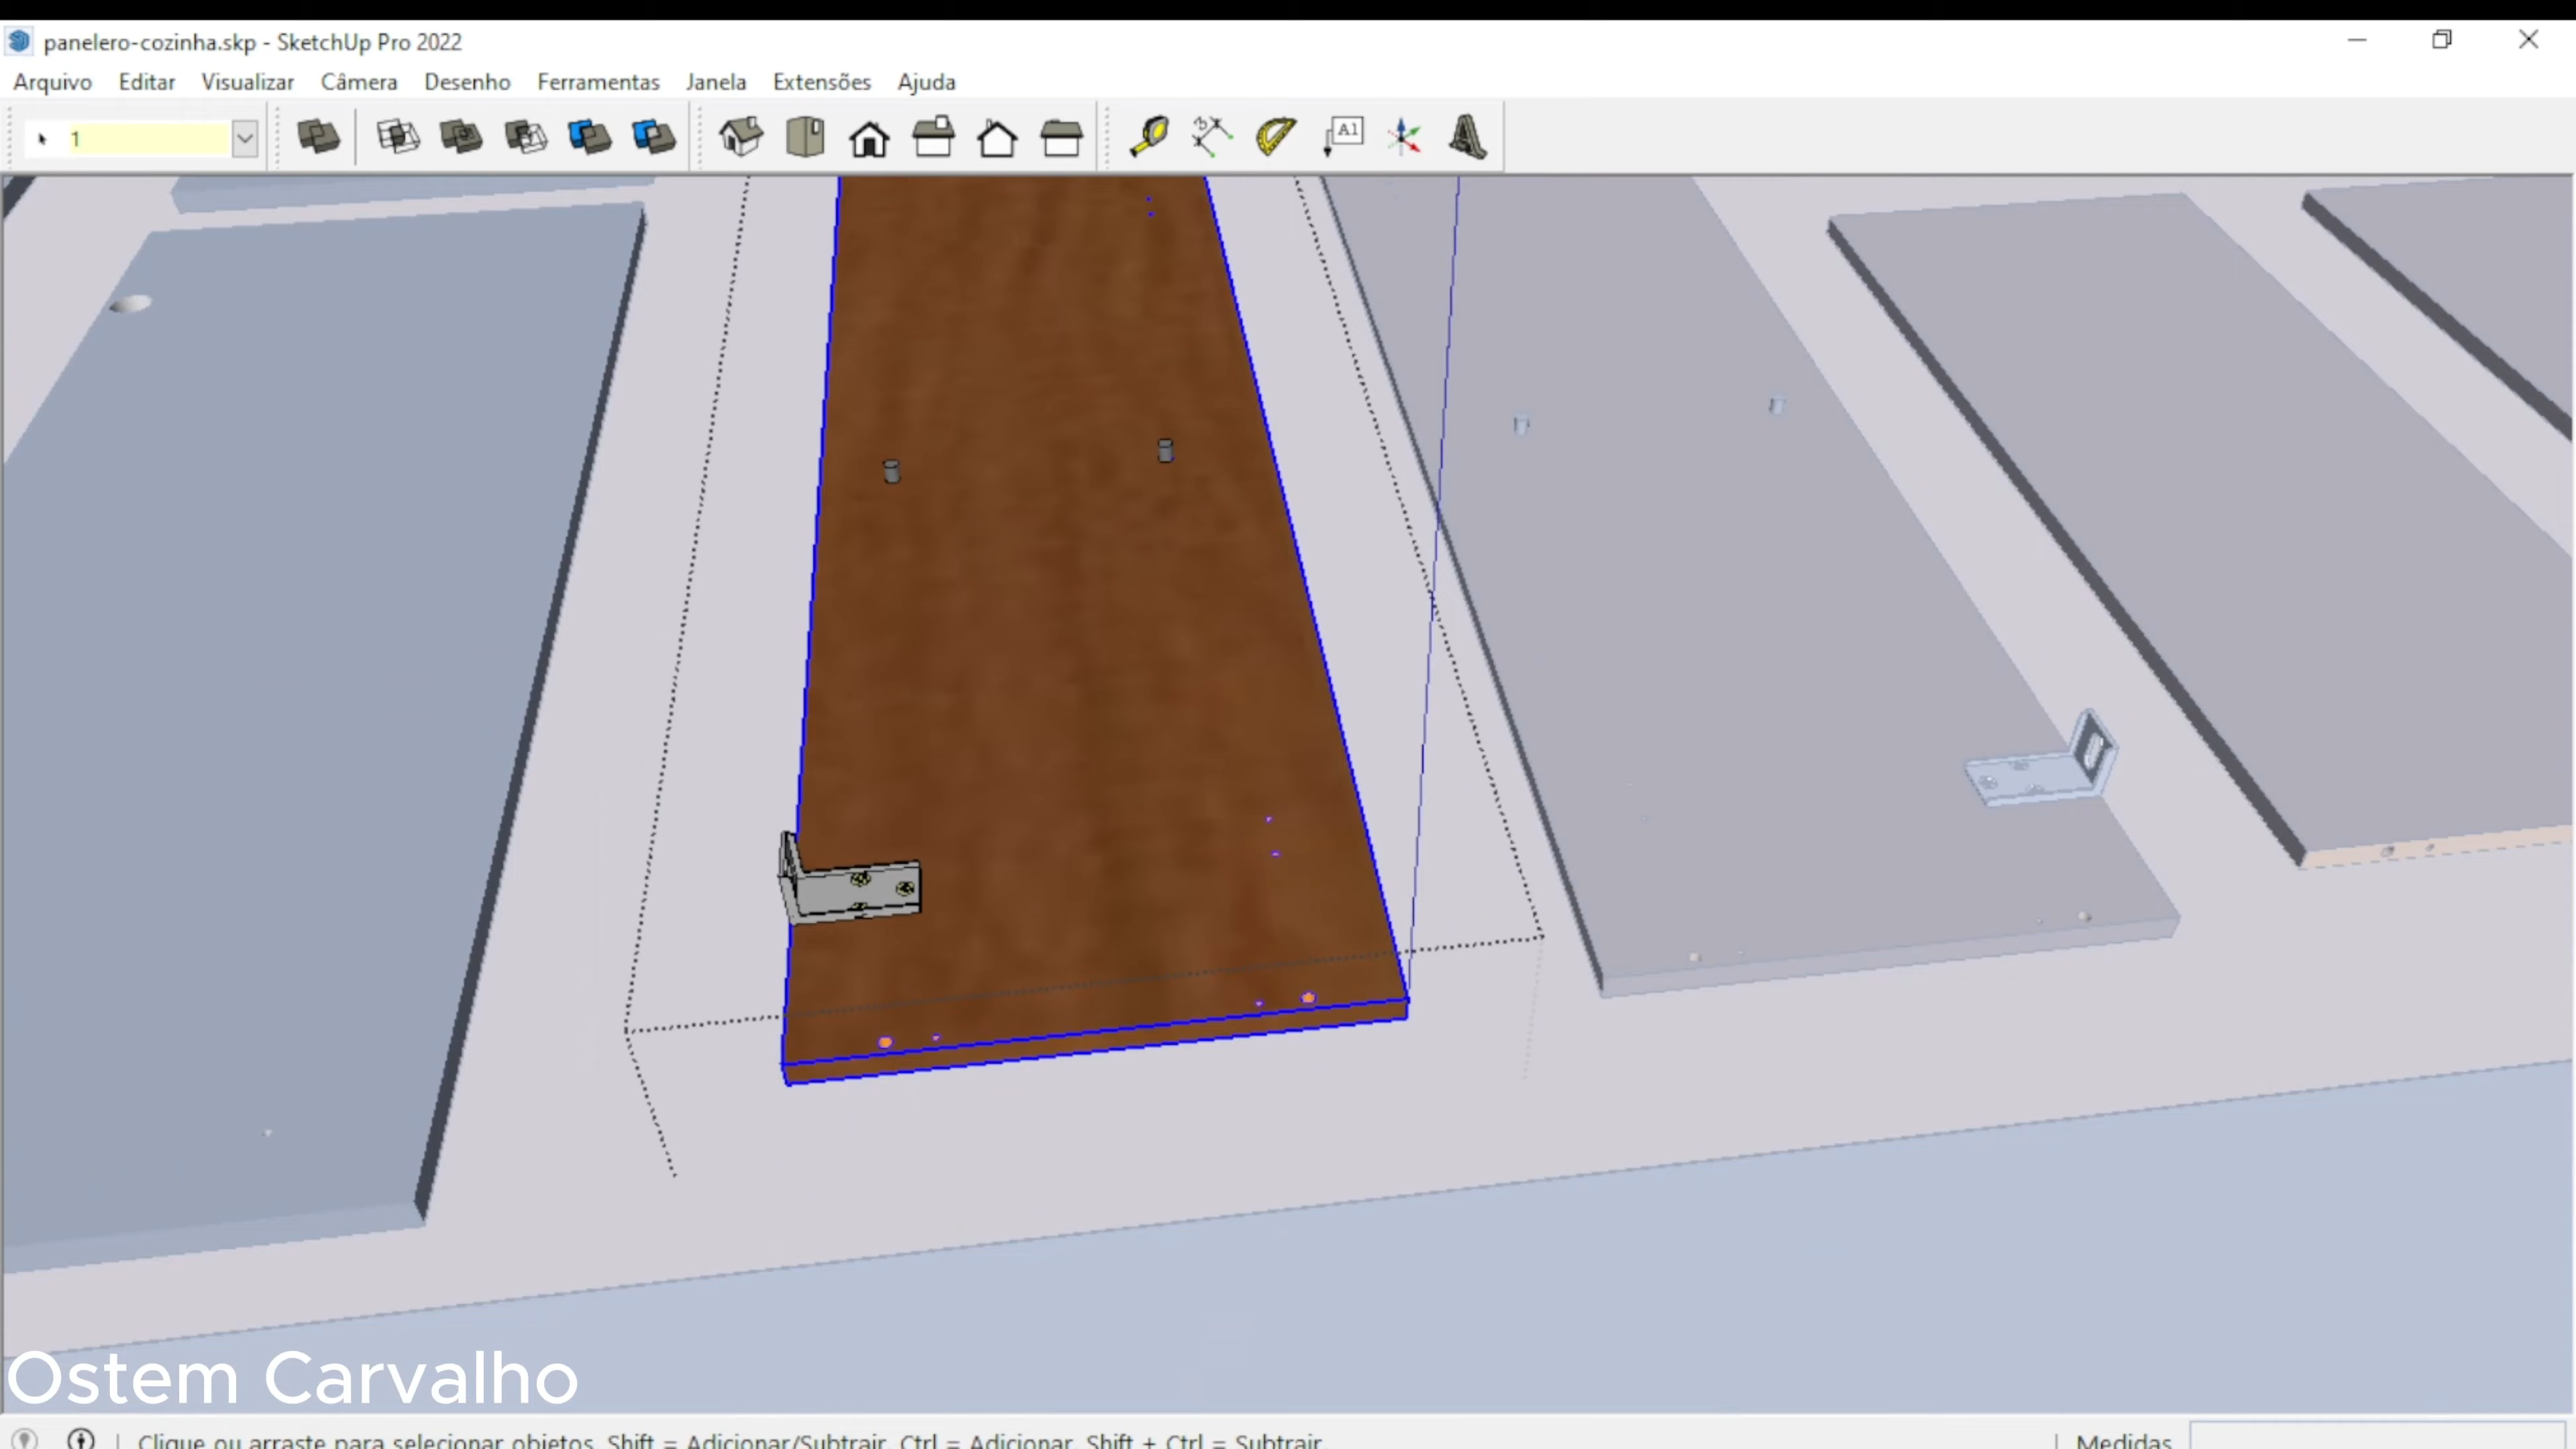 panelero-cozinha.skp - SketchUp Pro 2022
Arquivo Editar Visualizar Câmera Desenho Ferramentas Janela Extensões Ajuda
1
A1
Ostem Carvalho
Clique ou arraste para selecionar objetos. Shift = Adicionar/Subtrair. Ctrl = Adicionar. Shift + Ctrl = Subtrair.
Medidas